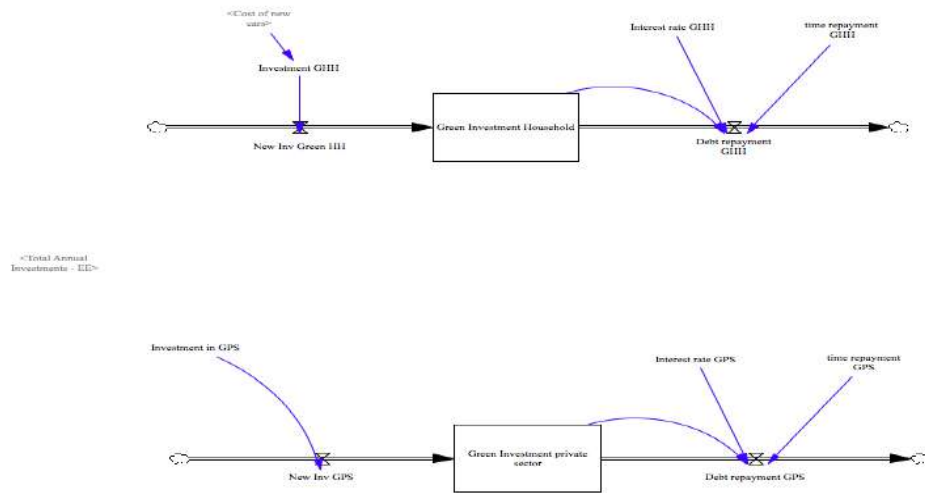 <Cost of new
cars>
Interest rate GHH
time repayment
GHH
Investment GHH
Green Investment Household
New Inv Green HH
Debt repayment
GHH
<Total Annual
Investments - EE>
Investment in GPS
Interest rate GPS
time repayment
GPS
Green Investment private
sector
New Inv GPS
Debt repayment GPS